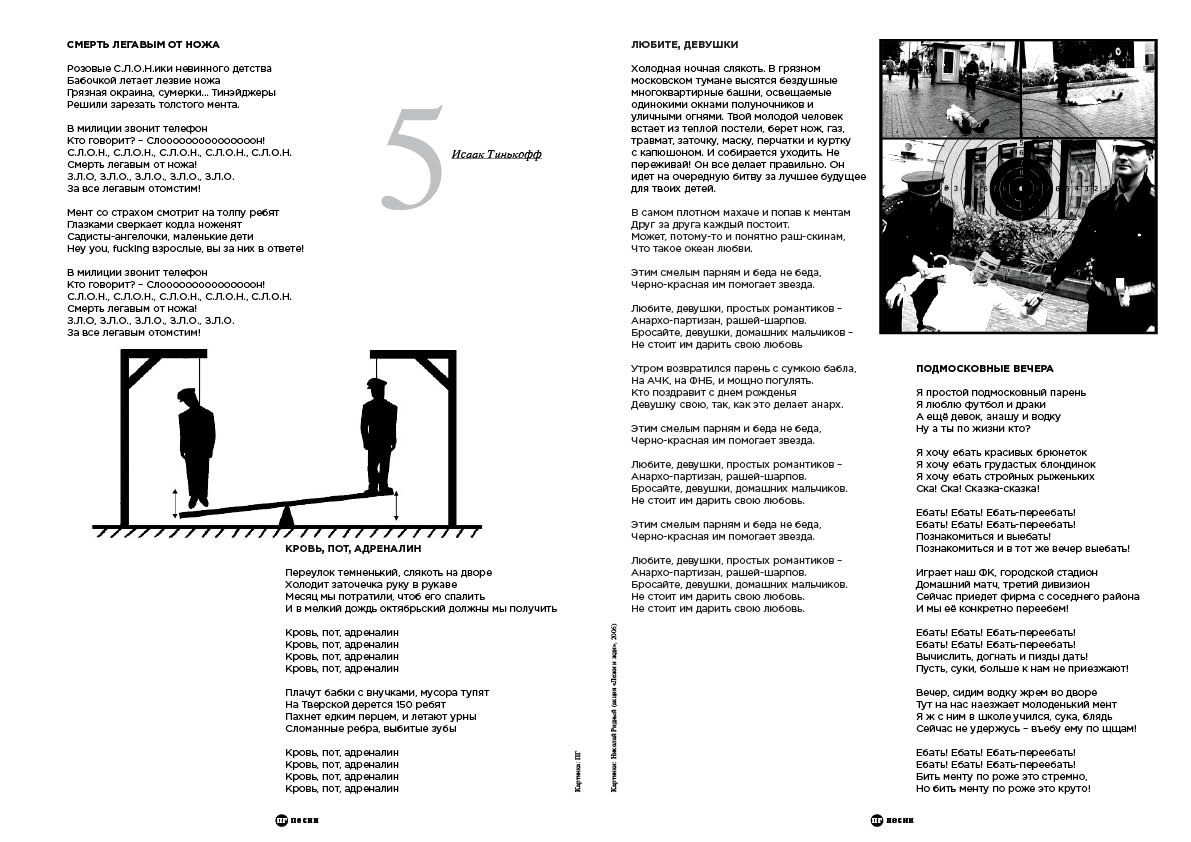 СМЕРТЬ ЛЕГАВЫМ ОТ НОЖА
Розовые С.Л.О.Н.ики невинного детства
Бабочкой летает лезвие ножа
Грязная окраина, сумерки... Тинэйджеры
Решили зарезать толстого мента.
В милиции звонит телефон
Кто говорит? – Слооооооооооооооон!
С.Л.О.Н., С.Л.О.Н., С.Л.О.Н., С.Л.О.Н., С.Л.О.Н.
Смерть легавым от ножа!
З.Л.О, З.Л.О., З.Л.О., З.Л.О., З.Л.О.
За все легавым отомстим!
Мент со страхом смотрит на толпу ребят
Глазками сверкает кодла ноженят
Садисты-ангелочки, маленькие дети
Hey you, fucking взрослые, вы за них в ответе!
В милиции звонит телефон
Кто говорит? – Слооооооооооооооон!
С.Л.О.Н., С.Л.О.Н., С.Л.О.Н., С.Л.О.Н., С.Л.О.Н.
Смерть легавым от ножа!
З.Л.О, З.Л.О., З.Л.О., З.Л.О., З.Л.О.
За все легавым отомстим!
5
Исаак Тинькофф
КРОВЬ, ПОТ, АДРЕНАЛИН
Переулок темненький, слякоть на дворе
Холодит заточечка руку в рукаве
Месяц мы потратили, чтоб его спалить
И в мелкий дождь октябрьский должны мы получить
Кровь, пот, адреналин
Кровь, пот, адреналин
Кровь, пот, адреналин
Кровь, пот, адреналин
Плачут бабки с внучками, мусора тупят
На Тверской дерется 150 ребят
Пахнет едким перцем, и летают урны
Сломанные ребра, выбитые зубы
Кровь, пот, адреналин
Кровь, пот, адреналин
Кровь, пот, адреналин
Кровь, пот, адреналин
Картинка: ПГ
ПГ песни
ЛЮБИТЕ, ДЕВУШКИ
Холодная ночная слякоть. В грязном
московском тумане высятся бездушные
многоквартирные башни, освещаемые
одинокими окнами полуночников и
уличными огнями. Твой молодой человек
встает из теплой постели, берет нож, газ,
травмат, заточку, маску, перчатки и куртку
с капюшоном. И собирается уходить. Не
переживай! Он все делает правильно. Он
идет на очередную битву за лучшее будущее
для твоих детей.
В самом плотном махаче и попав к ментам
Друг за друга каждый постоит.
Может, потому-то и понятно раш-скинам,
Что такое океан любви.
Этим смелым парням и беда не беда,
Черно-красная им помогает звезда.
Любите, девушки, простых романтиков –
Анархо-партизан, рашей-шарпов.
Бросайте, девушки, домашних мальчиков –
Не стоит им дарить свою любовь
Утром возвратился парень с сумкою бабла,
На АЧК, на ФНБ, и мощно погулять.
Кто поздравит с днем рожденья
Девушку свою, так, как это делает анарх.
Этим смелым парням и беда не беда,
Черно-красная им помогает звезда.
Любите, девушки, простых романтиков –
Анархо-партизан, рашей-шарпов.
Бросайте, девушки, домашних мальчиков.
Не стоит им дарить свою любовь.
Этим смелым парням и беда не беда,
Черно-красная им помогает звезда.
Любите, девушки, простых романтиков –
Анархо-партизан, рашей-шарпов.
Бросайте, девушки, домашних мальчиков.
Не стоит им дарить свою любовь.
Не стоит им дарить свою любовь.
Картинка: Николай Ридный (акция «Лежи и жди», 2006)
ПОДМОСКОВНЫЕ ВЕЧЕРА
Я простой подмосковный парень
Я люблю футбол и драки
А ещё девок, анашу и водку
Ну а ты по жизни кто?
Я хочу ебать красивых брюнеток
Я хочу ебать грудастых блондинок
Я хочу ебать стройных рыженьких
Ска! Ска! Сказка-сказка!
Ебать! Ебать! Ебать-переебать!
Ебать! Ебать! Ебать-переебать!
Познакомиться и выебать!
Познакомиться и в тот же вечер выебать!
Играет наш ФК, городской стадион
Домашний матч, третий дивизион
Сейчас приедет фирма с соседнего района
И мы её конкретно переебем!
Ебать! Ебать! Ебать-переебать!
Ебать! Ебать! Ебать-переебать!
Вычислить, догнать и пизды дать!
Пусть, суки, больше к нам не приезжают!
Вечер, сидим водку жрем во дворе
Тут на нас наезжает молоденький мент
Я ж с ним в школе учился, сука, блядь
Сейчас не удержусь – въебу ему по щщам!
Ебать! Ебать! Ебать-переебать!
Ебать! Ебать! Ебать-переебать!
Бить менту по роже это стремно,
Но бить менту по роже это круто!
ПГ песни